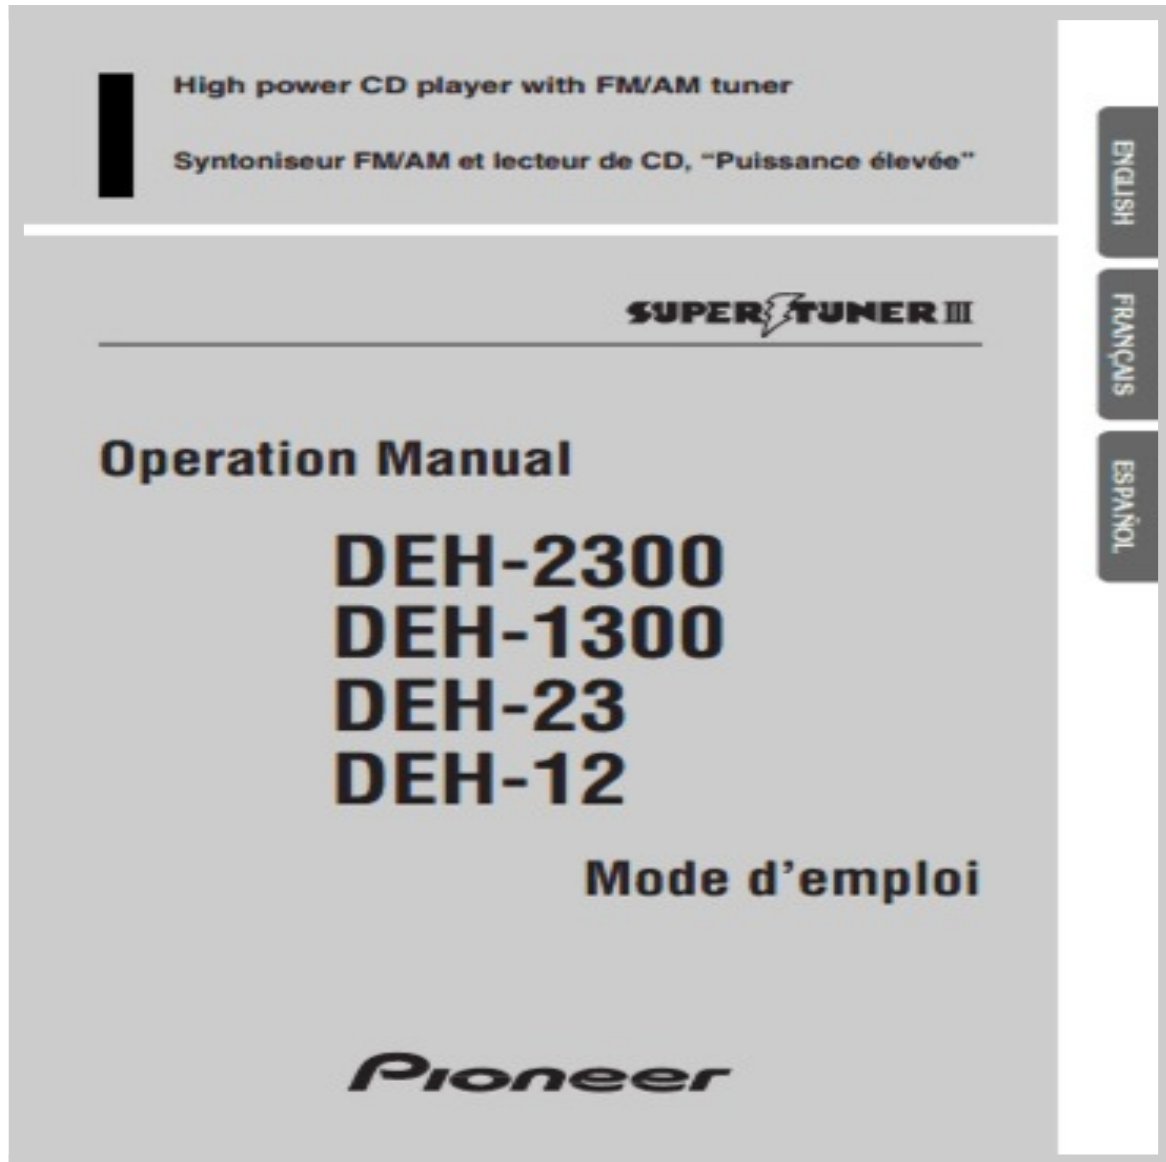 High power CD player with FM/AM tuner
Syntoniseur FM/AM et lecteur de CD, “Puissance élevée”
ENGLISH
FRANÇAIS
ESPAÑOL
SUPER TUNER III
Operation Manual
DEH-2300
DEH-1300
DEH-23
DEH-12
Mode d’emploi
Pioneer